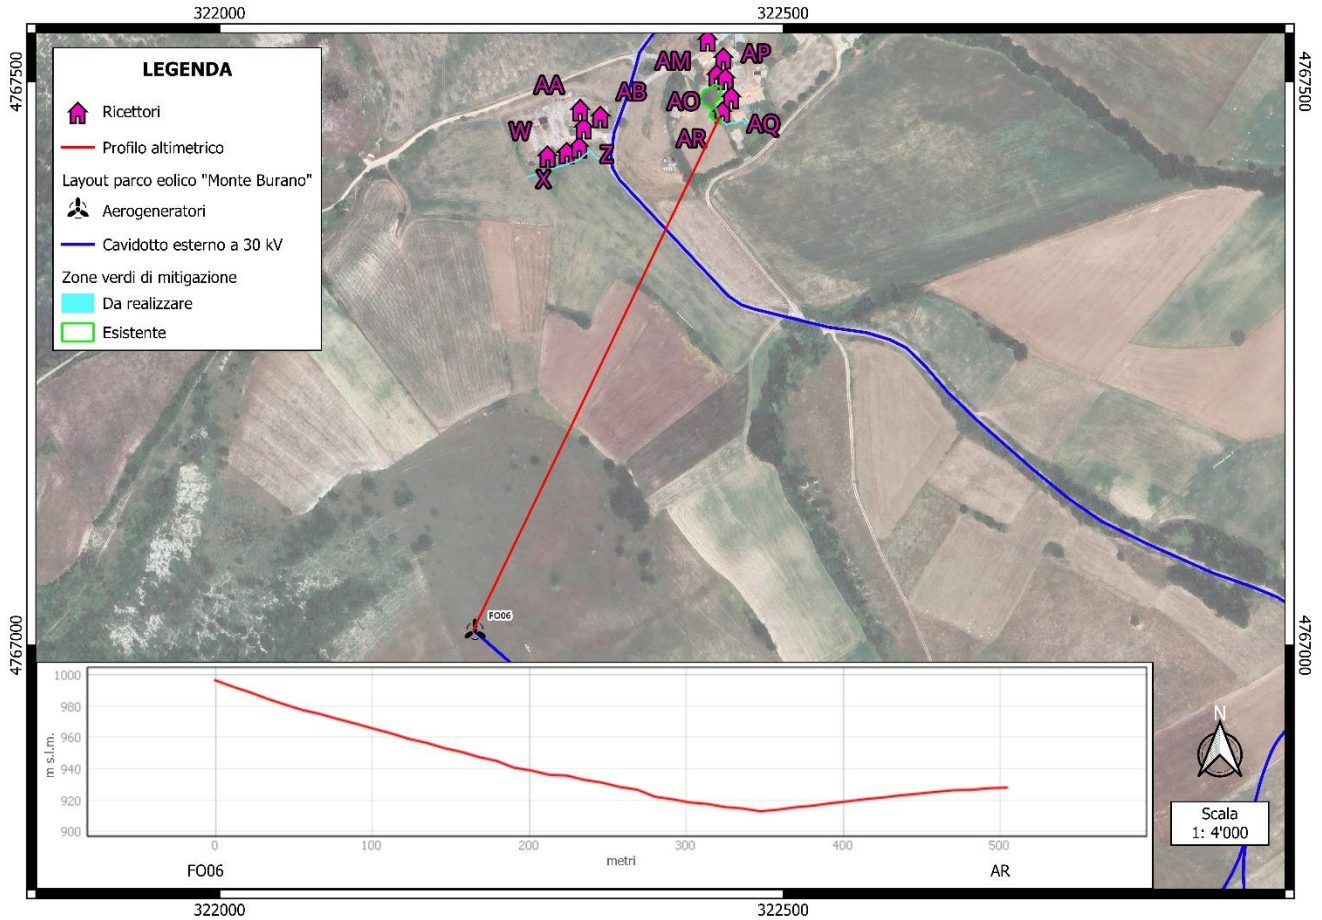 322000
322500
4767500
4767500
LEGENDA
Ricettori
Profilo altimetrico
Layout parco eolico "Monte Burano"
Aerogeneratori
Cavidotto esterno a 30 kV
Zone verdi di mitigazione
Da realizzare
Esistente
AM
AP
AA
AB
AO
W
AR
AQ
Z
X
FO06
4767000
4767000
1000
980
960
940
920
900
m s.l.m.
0
100
200
300
400
500
metri
FO06
AR
N
Scala
1: 4'000
322000
322500